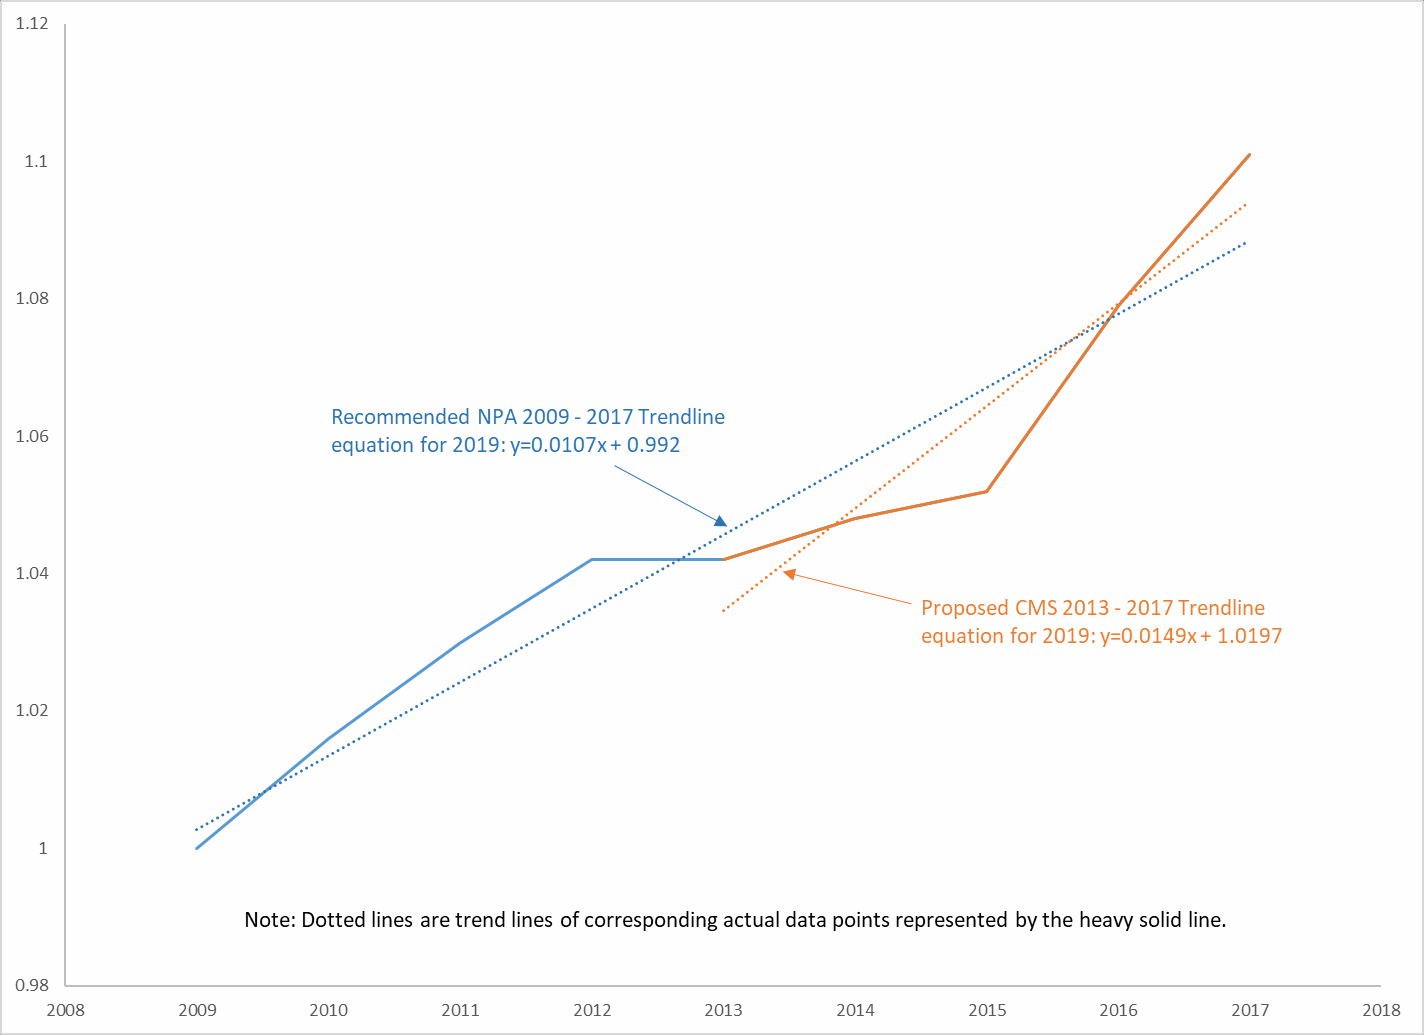 1.12
1.1
1.08
1.06
1.04
1.02
1
0.98
Recommended NPA 2009 - 2017 Trendline
equation for 2019: y=0.0107x + 0.992
Proposed CMS 2013 - 2017 Trendline
equation for 2019: y=0.0149x + 1.0197
Note: Dotted lines are trend lines of corresponding actual data points represented by the heavy solid line.
2008 2009 2010 2011 2012 2013 2014 2015 2016 2017 2018